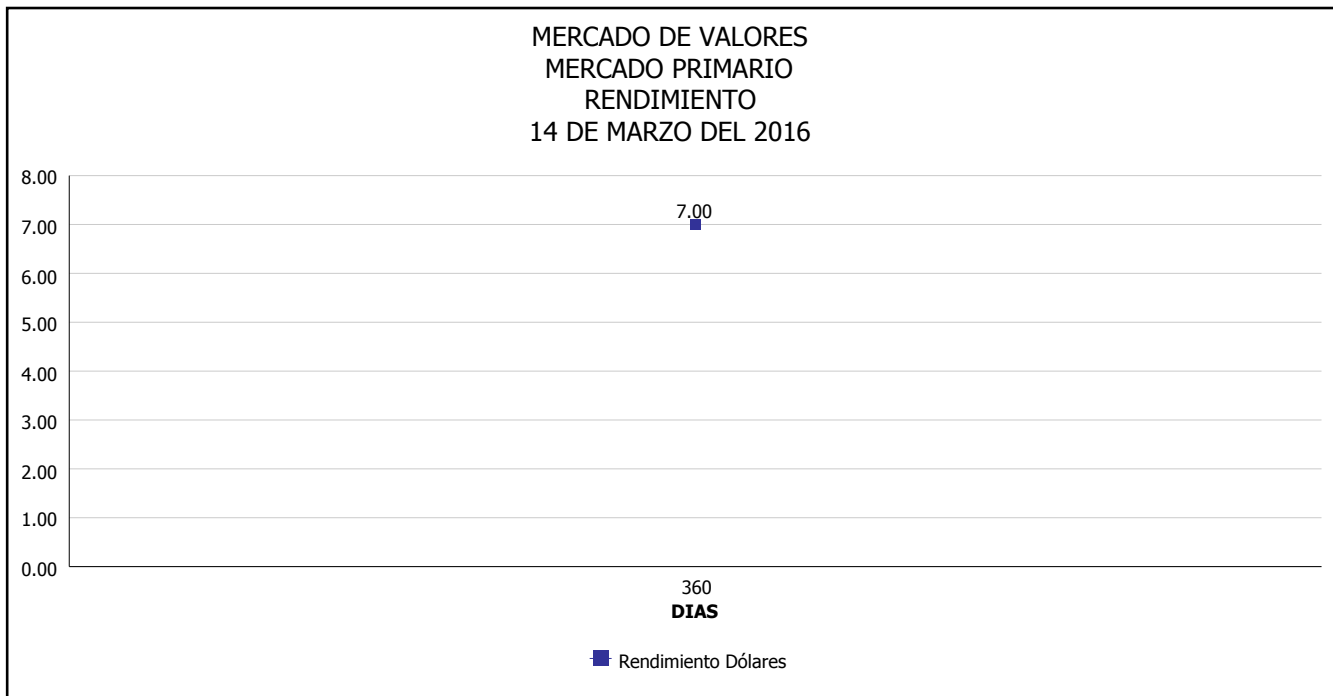 MERCADO DE VALORES
MERCADO PRIMARIO
RENDIMIENTO
14 DE MARZO DEL 2016
8.00
7.00
7.00
6.00
5.00
4.00
3.00
2.00
1.00
0.00
360
DIAS
Rendimiento Dólares